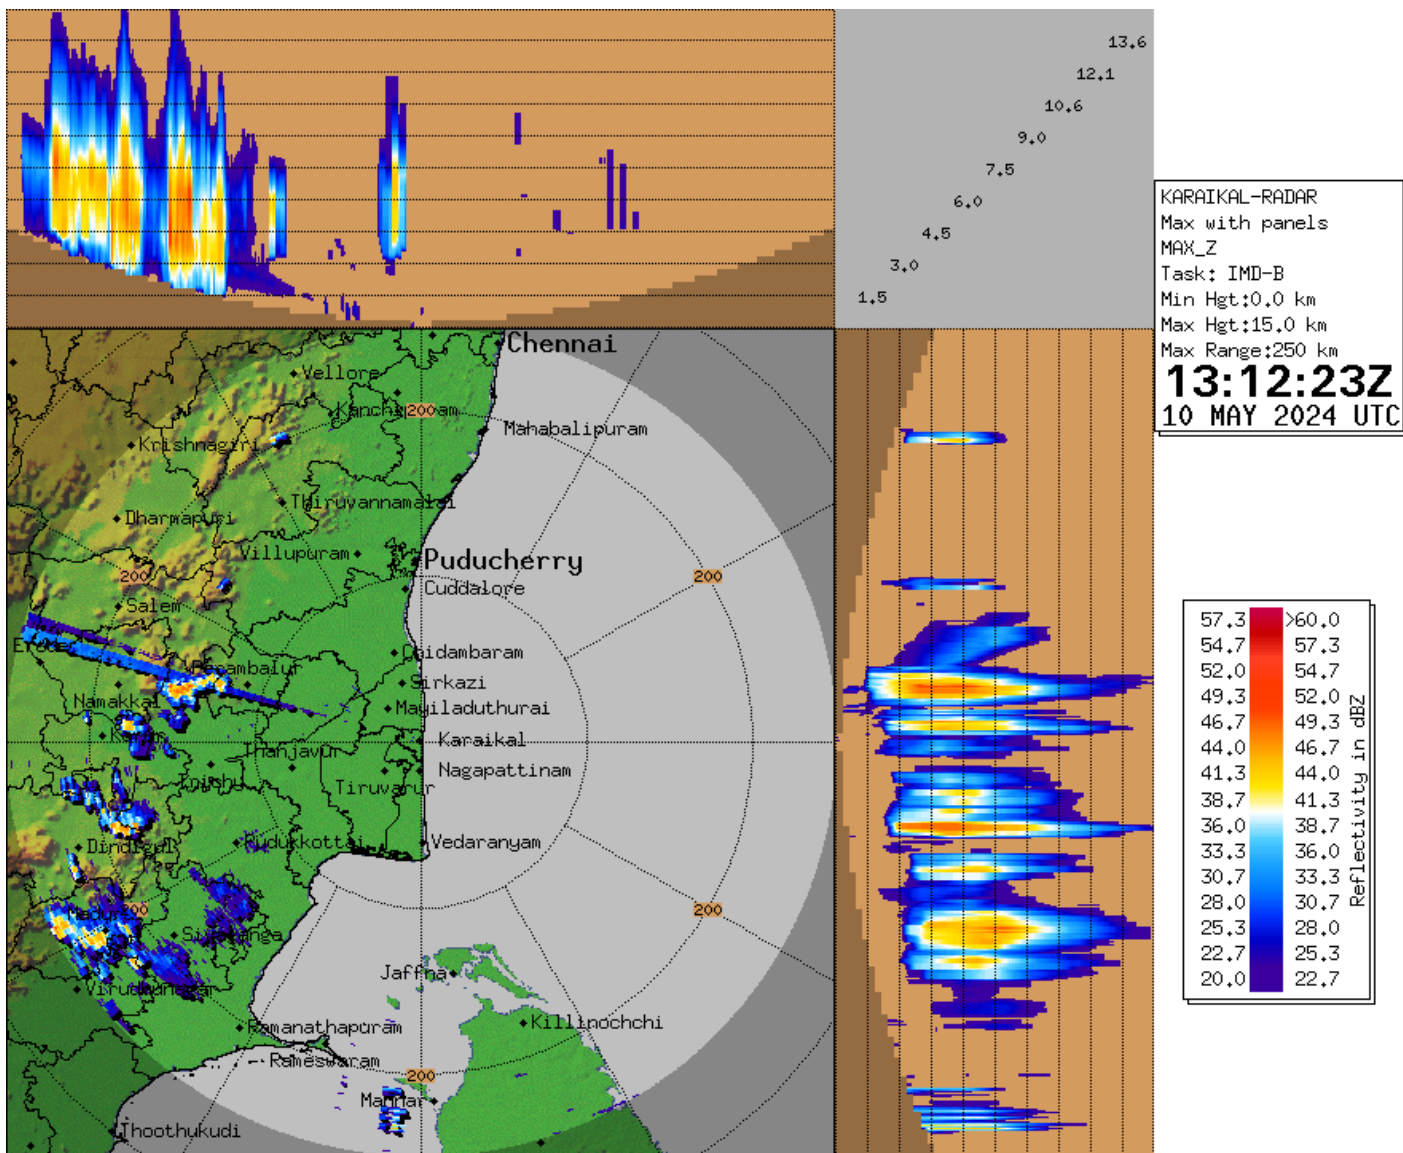 13.6
12.1
10.6
9.0
7.5
6.0
4.5
3.0
1.5
KARAIKAL-RADAR
Max with panels
MAX_Z
Task: IMD-B
Min Hgt:0.0 km
Max Hgt:15.0 km
Max Range:250 km
13:12:23Z
10 MAY 2024 UTC
Chennai
Vellore
200
Mahabalipuram
Krishnagiri
Thiruvannamalai
Dharmapuri
Villupuram
Puducherry
200
200
Cuddalore
Salem
Chidambaram
Perambalur
Sirkazi
Namakkal
Mayiladuthurai
Karaikal
Thanjavur
Nagapattinam
Tiruvarur
Dindigul
Pudukkottai
Vedaranyam
200
200
Sivaganga
Jaffna
Virudhunagar
Ramanathapuram
Killinochchi
Rameswaram
200
Mannar
Thoothukudi
57.3 >60.0
54.7 57.3
52.0 54.7
49.3 52.0
46.7 49.3
44.0 46.7
41.3 44.0
38.7 41.3
36.0 38.7
33.3 36.0
30.7 33.3
28.0 30.7
25.3 28.0
22.7 25.3
20.0 22.7
Reflectivity in dBZ